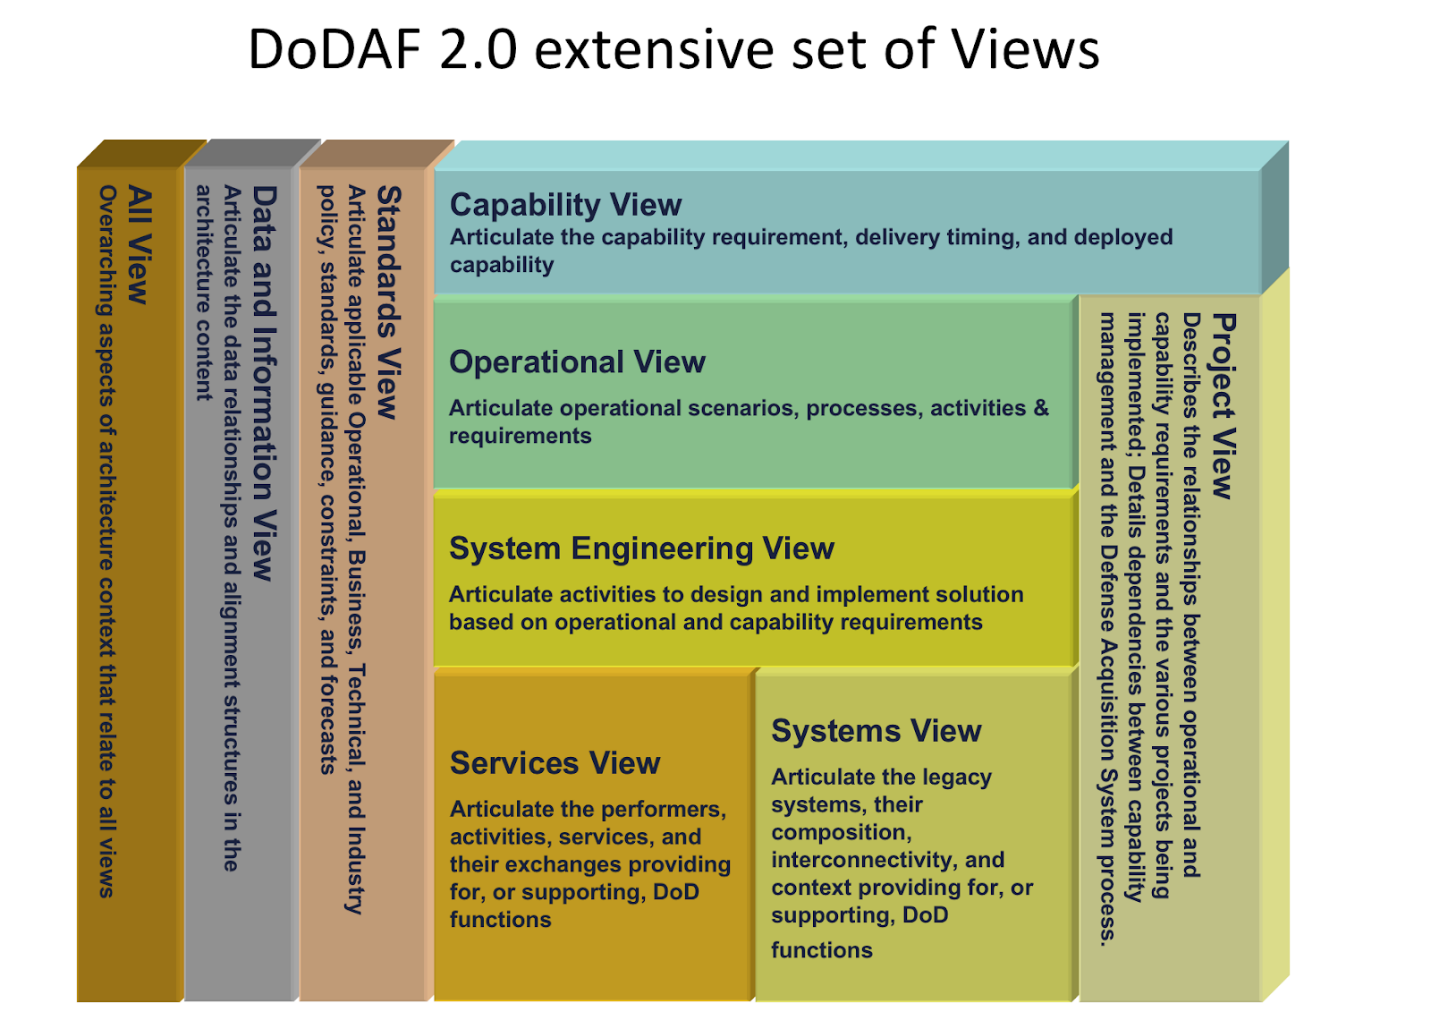 DoDAF 2.0 extensive set of Views
All View
Overarching aspects of architecture context that relate to all views
Data and Information View
Articulate the data relationships and alignment structures in the
architecture content
Standards View
Articulate applicable Operational, Business, Technical, and Industry
policy, standards, guidance, constraints, and forecasts
Capability View
Articulate the capability requirement, delivery timing, and deployed
capability
Operational View
Articulate operational scenarios, processes, activities &
requirements
System Engineering View
Articulate activities to design and implement solution
based on operational and capability requirements
Services View
Articulate the performers,
activities, services, and
their exchanges providing
for, or supporting, DoD
functions
Systems View
Articulate the legacy
systems, their
composition,
interconnectivity, and
context providing for, or
supporting, DoD
functions
Project View
Describes the relationships between operational and
capability requirements and the various projects being
implemented; Details dependencies between capability
management and the Defense Acquisition System process.